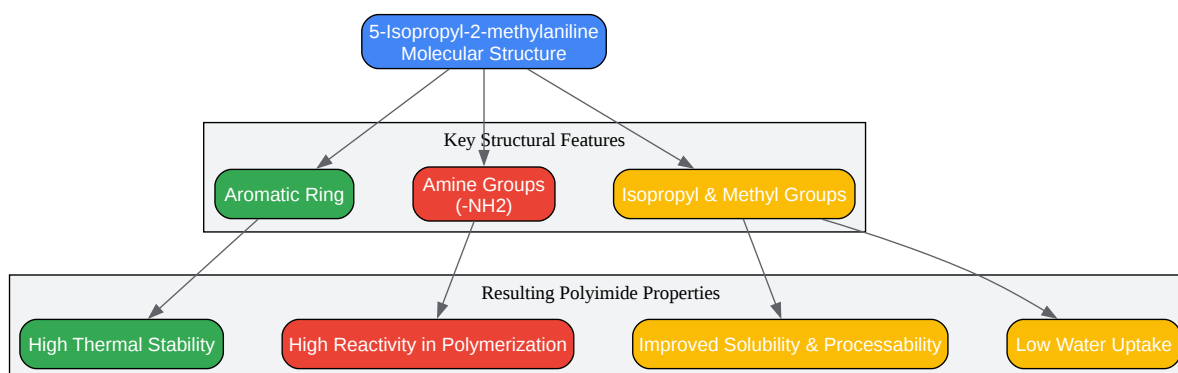 5-Isopropyl-2-methylaniline
Molecular Structure
Key Structural Features
Aromatic Ring
Amine Groups
(-NH2)
Isopropyl & Methyl Groups
Resulting Polyimide Properties
High Thermal Stability
High Reactivity in Polymerization
Improved Solubility & Processability
Low Water Uptake